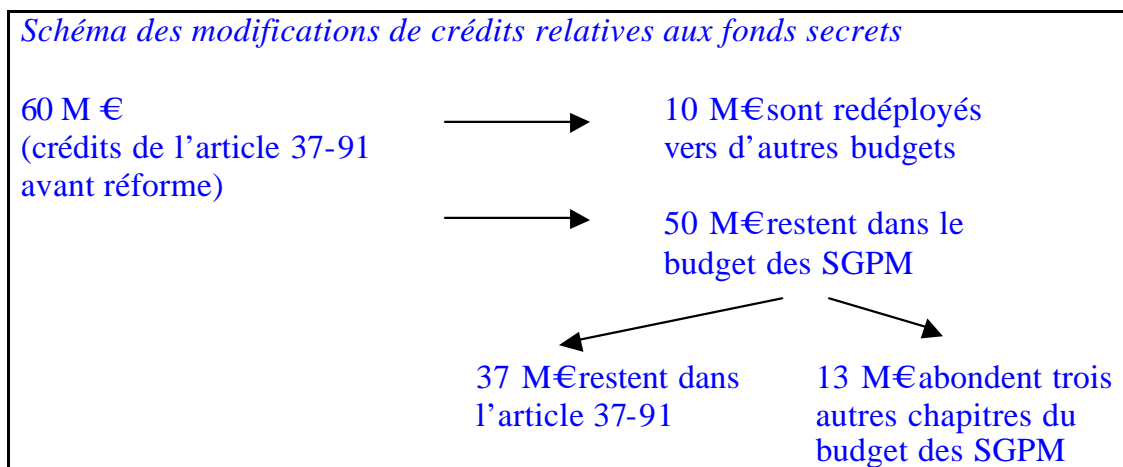 Schéma des modifications de crédits relatives aux fonds secrets
60 M €
(crédits de l’article 37-91
avant réforme)
10 M€ sont redéployés
vers d’autres budgets
50 M€ restent dans le
budget des SGPM
37 M€ restent dans
l’article 37-91
13 M€ abondent trois
autres chapitres du
budget des SGPM